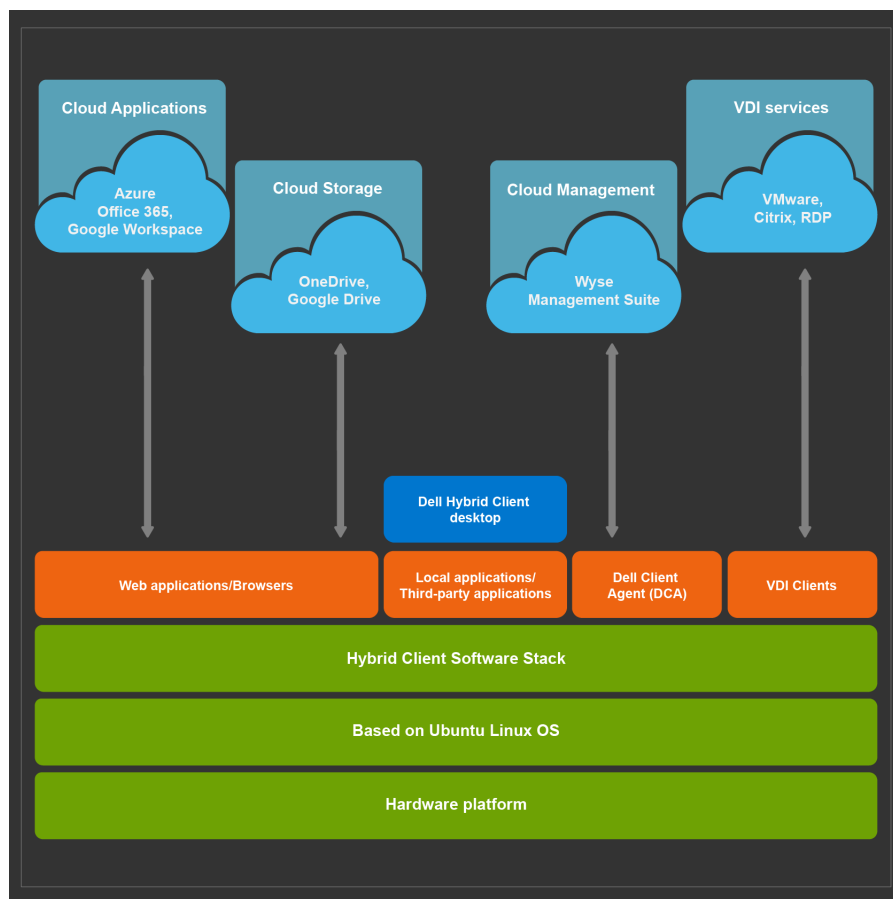 Cloud Applications
Azure
Office 365,
Google Workspace
Cloud Storage
OneDrive,
Google Drive
Cloud Management
Wyse
Management Suite
VDI services
VMware,
Citrix, RDP
Dell Hybrid Client
desktop
Web applications/Browsers
Local applications/
Third-party applications
Dell Client
Agent (DCA)
VDI Clients
Hybrid Client Software Stack
Based on Ubuntu Linux OS
Hardware platform